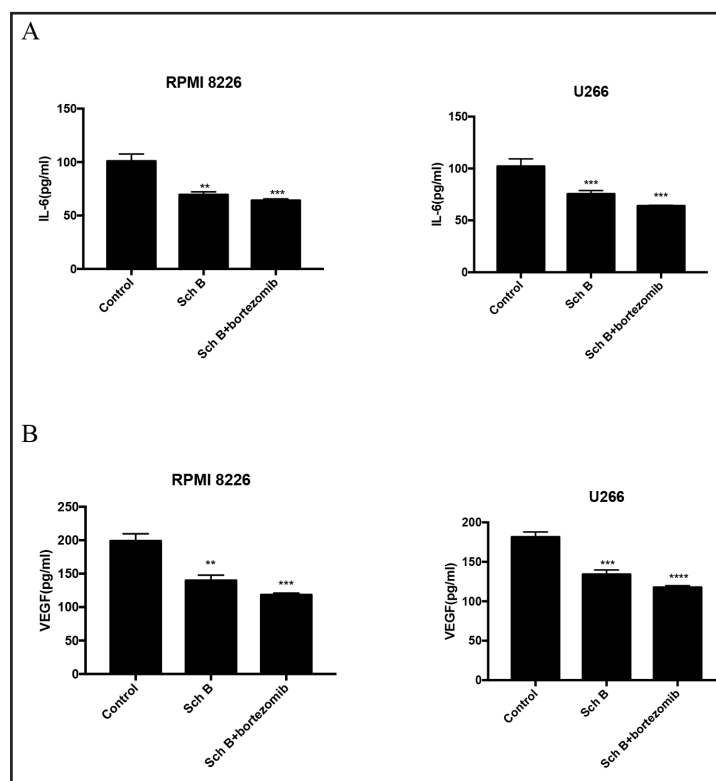 A
RPMI 8226
IL-6(pg/ml)
150
100
50
0
**
***
Control
Sch B
Sch B+bortezomib
U266
IL-6(pg/ml)
150
100
50
0
***
***
Control
Sch B
Sch B+bortezomib
B
RPMI 8226
VEGF(pg/ml)
250
200
150
100
50
0
**
***
Control
Sch B
Sch B+bortezomib
U266
VEGF(pg/ml)
200
150
100
50
0
***
****
Control
Sch B
Sch B+bortezomib